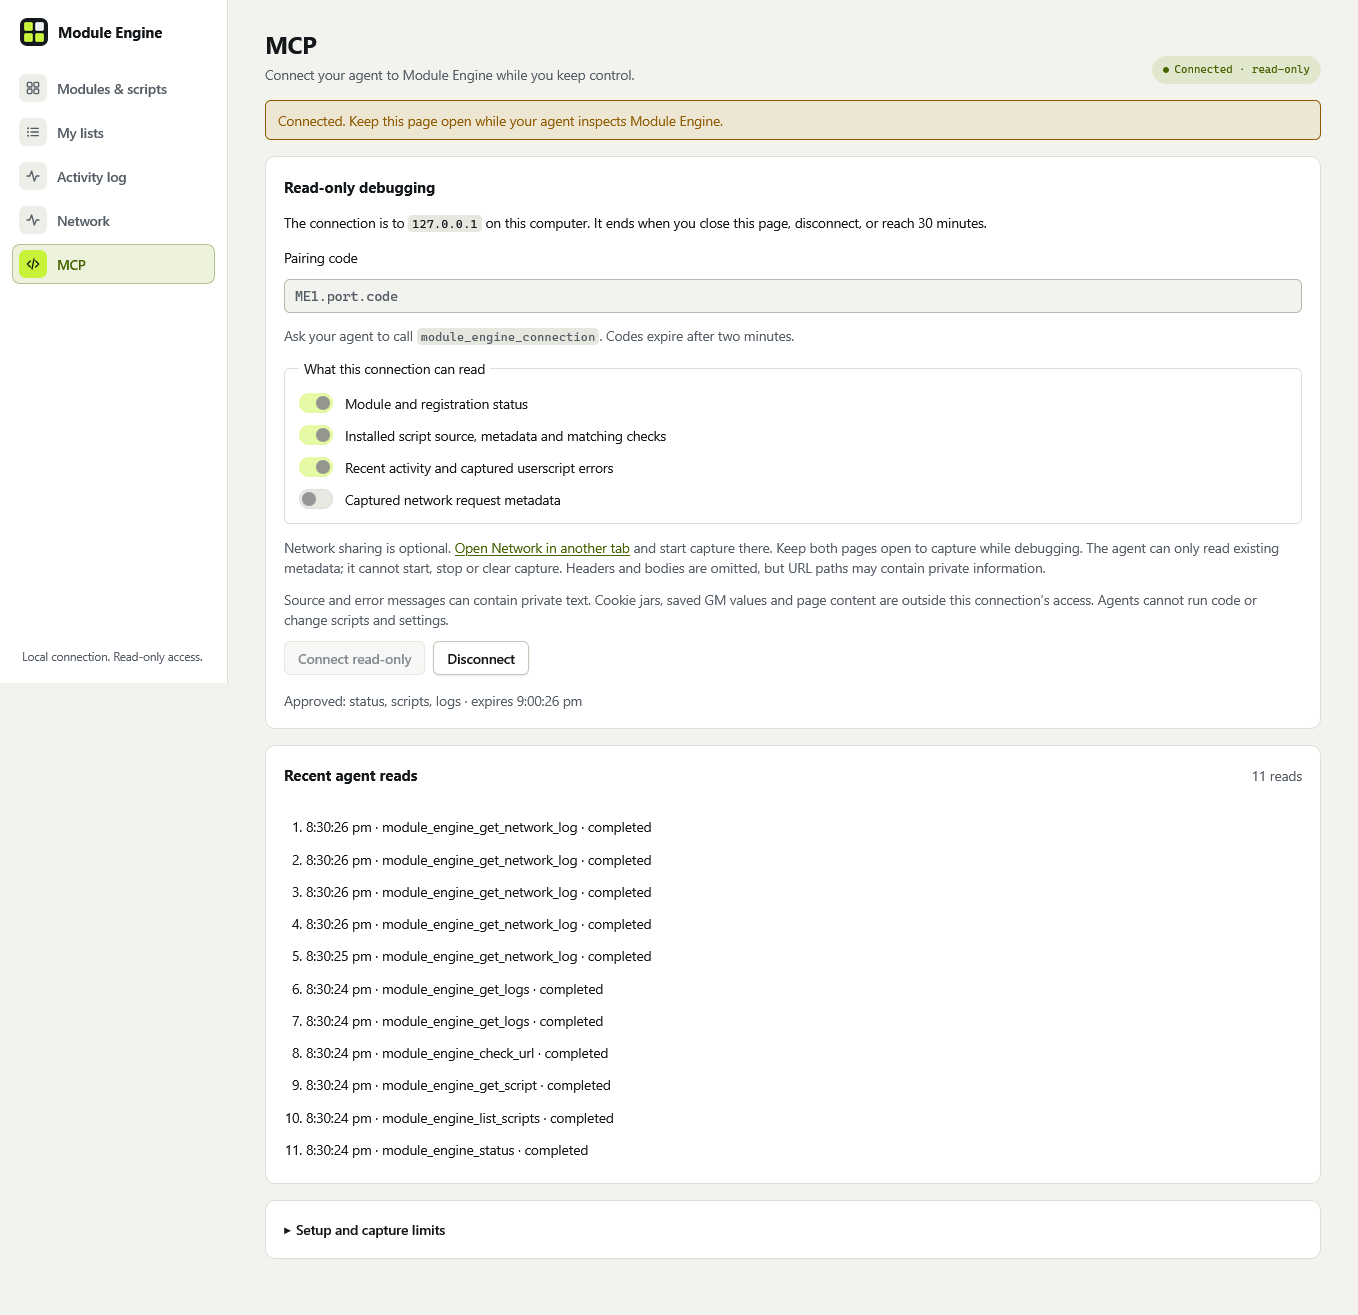 Module Engine
Modules & scripts
My lists
Activity log
Network
MCP
Local connection. Read-only access.
MCP
Connect your agent to Module Engine while you keep control.
Connected · read-only
Connected. Keep this page open while your agent inspects Module Engine.
Read-only debugging
The connection is to 127.0.0.1 on this computer. It ends when you close this page, disconnect, or reach 30 minutes.
Pairing code
ME1.port.code
Ask your agent to call module_engine_connection. Codes expire after two minutes.
What this connection can read
Module and registration status
Installed script source, metadata and matching checks
Recent activity and captured userscript errors
Captured network request metadata
Network sharing is optional. Open Network in another tab and start capture there. Keep both pages open to capture while debugging. The agent can only read existing
metadata; it cannot start, stop or clear capture. Headers and bodies are omitted, but URL paths may contain private information.
Source and error messages can contain private text. Cookie jars, saved GM values and page content are outside this connection’s access. Agents cannot run code or
change scripts and settings.
Connect read-only
Disconnect
Approved: status, scripts, logs · expires 9:00:26 pm
Recent agent reads
11 reads
1. 8:30:26 pm · module_engine_get_network_log · completed
2. 8:30:26 pm · module_engine_get_network_log · completed
3. 8:30:26 pm · module_engine_get_network_log · completed
4. 8:30:26 pm · module_engine_get_network_log · completed
5. 8:30:25 pm · module_engine_get_network_log · completed
6. 8:30:24 pm · module_engine_get_logs · completed
7. 8:30:24 pm · module_engine_get_logs · completed
8. 8:30:24 pm · module_engine_check_url · completed
9. 8:30:24 pm · module_engine_get_script · completed
10. 8:30:24 pm · module_engine_list_scripts · completed
11. 8:30:24 pm · module_engine_status · completed
Setup and capture limits